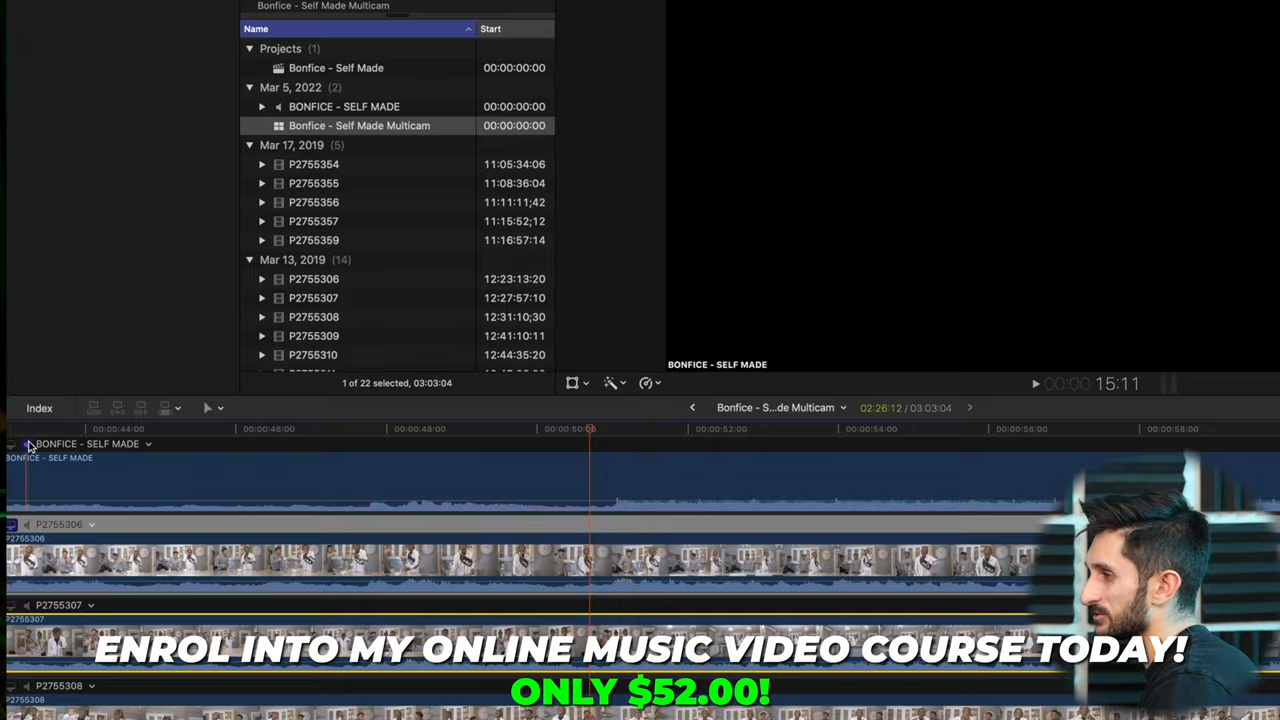 Bonfice - Self Made Multicam
Name Start
Projects (1)
Bonfice - Self Made 00:00:00:00
Mar 5, 2022 (2)
BONFICE - SELF MADE 00:00:00:00
Bonfice - Self Made Multicam 00:00:00:00
Mar 17, 2019 (5)
P2755354 11:05:34:06
P2755355 11:08:36:04
P2755356 11:11:11;42
P2755357 11:15:52;12
P2755359 11:16:57:14
Mar 13, 2019 (14)
P2755306 12:23:13:20
P2755307 12:27:57:10
P2755308 12:31:10;30
P2755309 12:41:10:11
P2755310 12:44:35:20
BONFICE - SELF MADE
1 of 22 selected, 03:03:04
00:00 15:11
Index
Bonfice - S...de Multicam 02:26:12 / 03:03:04
00:00:44:00 00:00:46:00 00:00:48:00 00:00:50:00 00:00:52:00 00:00:54:00 00:00:56:00 00:00:58:00
BONFICE - SELF MADE
BONFICE - SELF MADE
P2755306
P2755306
P2755307
P2755307
ENROL INTO MY ONLINE MUSIC VIDEO COURSE TODAY!
ONLY $52.00!
P2755308
P2755308